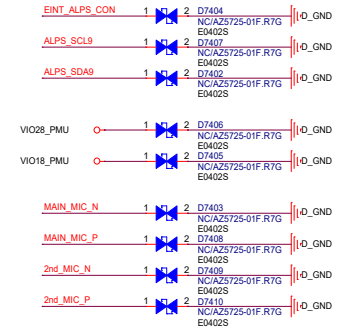 EINT_ALPS_CON 1 2 D7404 D_GND
NC/AZ5725-01F.R7G
E0402S
ALPS_SCL9 1 2 D7407 D_GND
NC/AZ5725-01F.R7G
E0402S
ALPS_SDA9 1 2 D7402 D_GND
NC/AZ5725-01F.R7G
E0402S
VIO28_PMU 1 2 D7406 D_GND
NC/AZ5725-01F.R7G
E0402S
VIO18_PMU 1 2 D7405 D_GND
NC/AZ5725-01F.R7G
E0402S
MAIN_MIC_N 1 2 D7403 D_GND
NC/AZ5725-01F.R7G
E0402S
MAIN_MIC_P 1 2 D7408 D_GND
NC/AZ5725-01F.R7G
E0402S
2nd_MIC_N 1 2 D7409 D_GND
NC/AZ5725-01F.R7G
E0402S
2nd_MIC_P 1 2 D7410 D_GND
NC/AZ5725-01F.R7G
E0402S